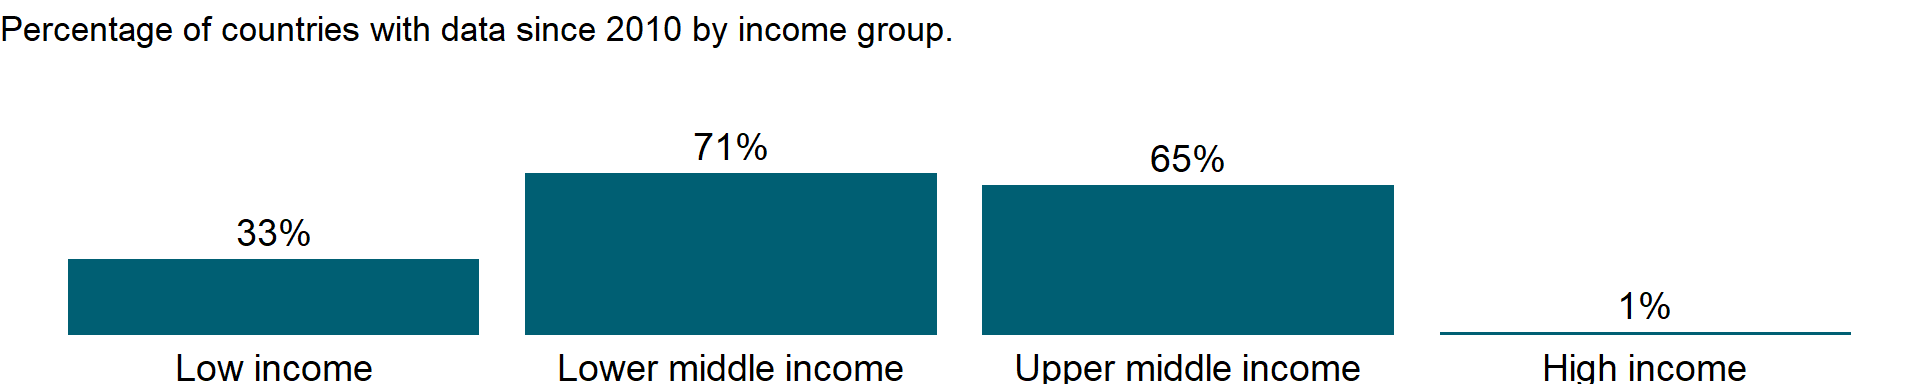 Percentage of countries with data since 2010 by income group.
71%
65%
33%
1%
Low income
Lower middle income
Upper middle income
High income